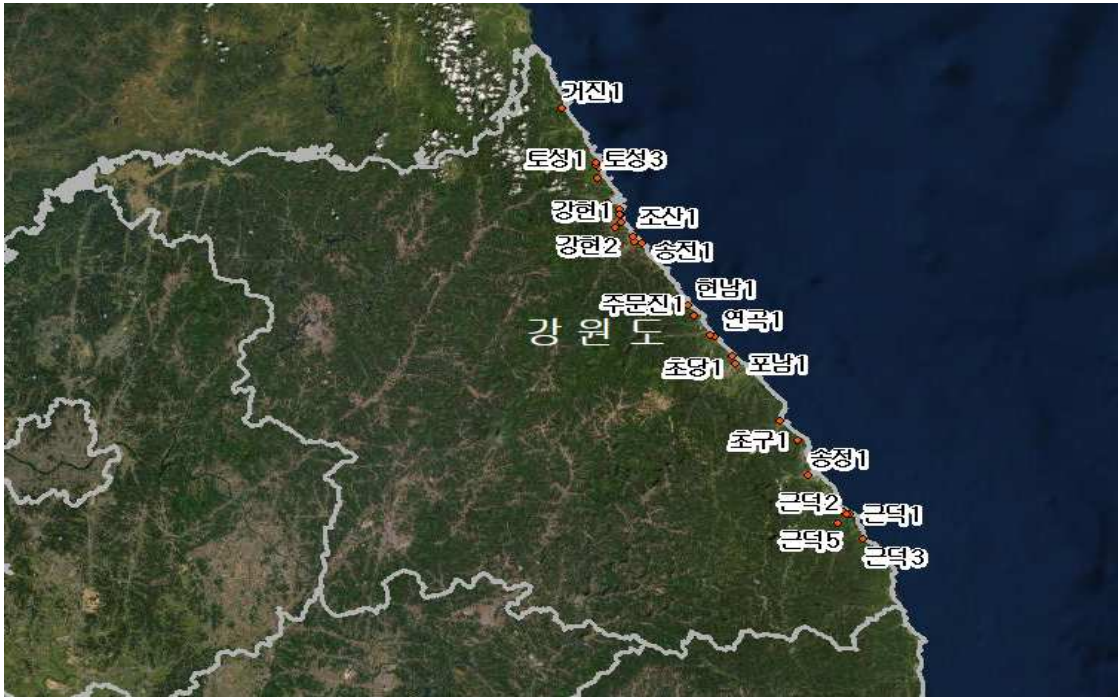 거진1
토성1 토성3
강현1 조산1
강현2 송전1
현남1
주문진1
연곡1
강 원 도
초당1 포남1
초구1
송정1
근덕2 근덕1
근덕5 근덕3